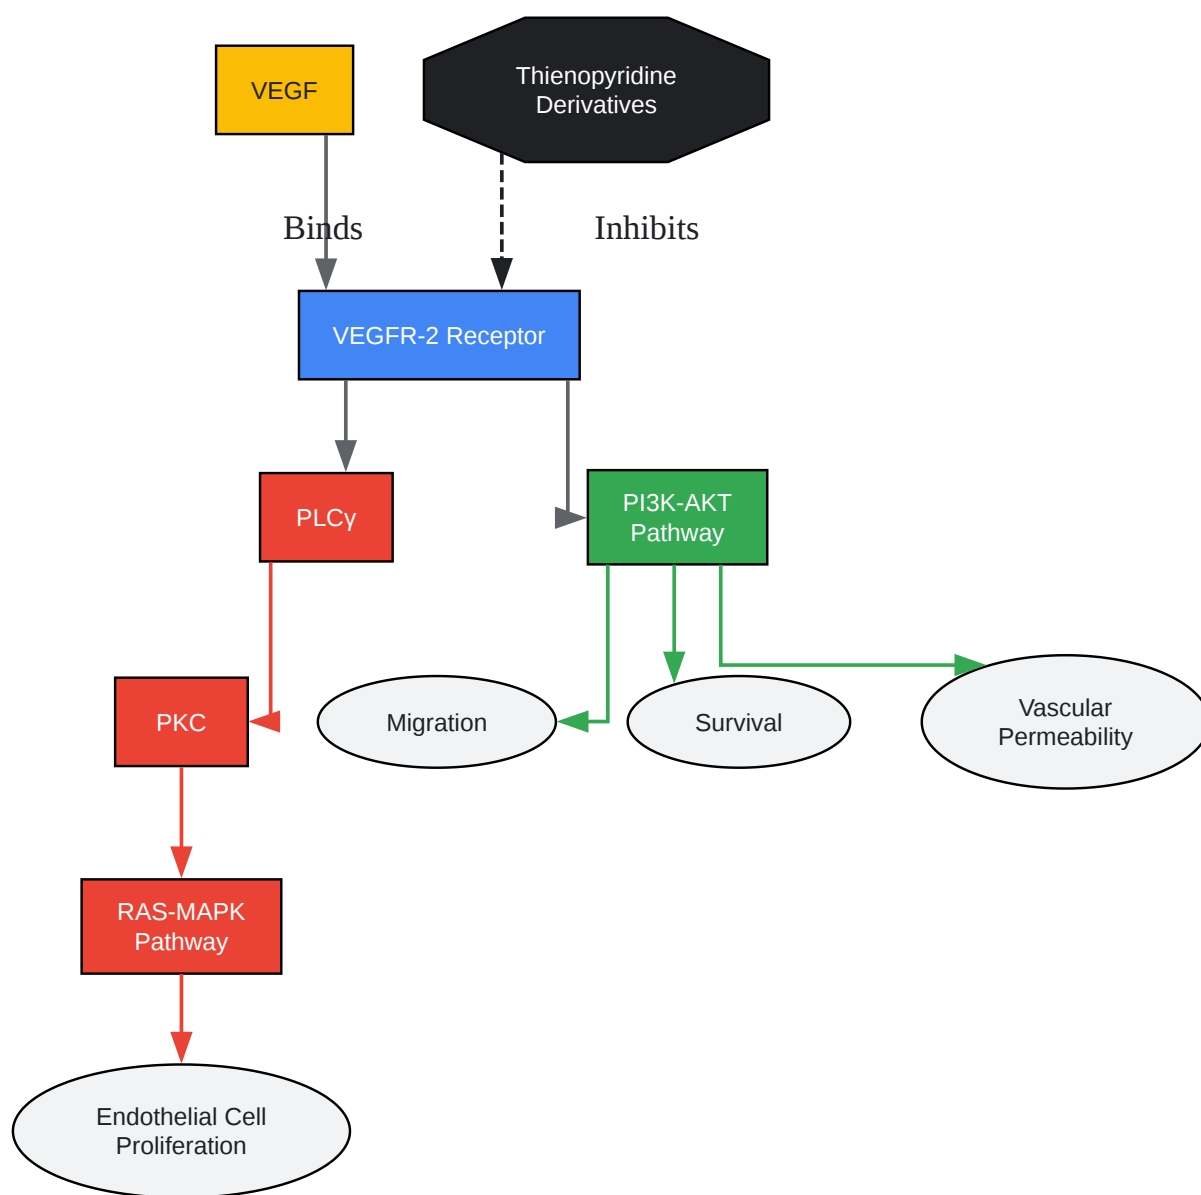 VEGF
Thienopyridine
Derivatives
Binds
Inhibits
VEGFR-2 Receptor
PLCγ
PI3K-AKT
Pathway
PKC
Migration
Survival
Vascular
Permeability
RAS-MAPK
Pathway
Endothelial Cell
Proliferation